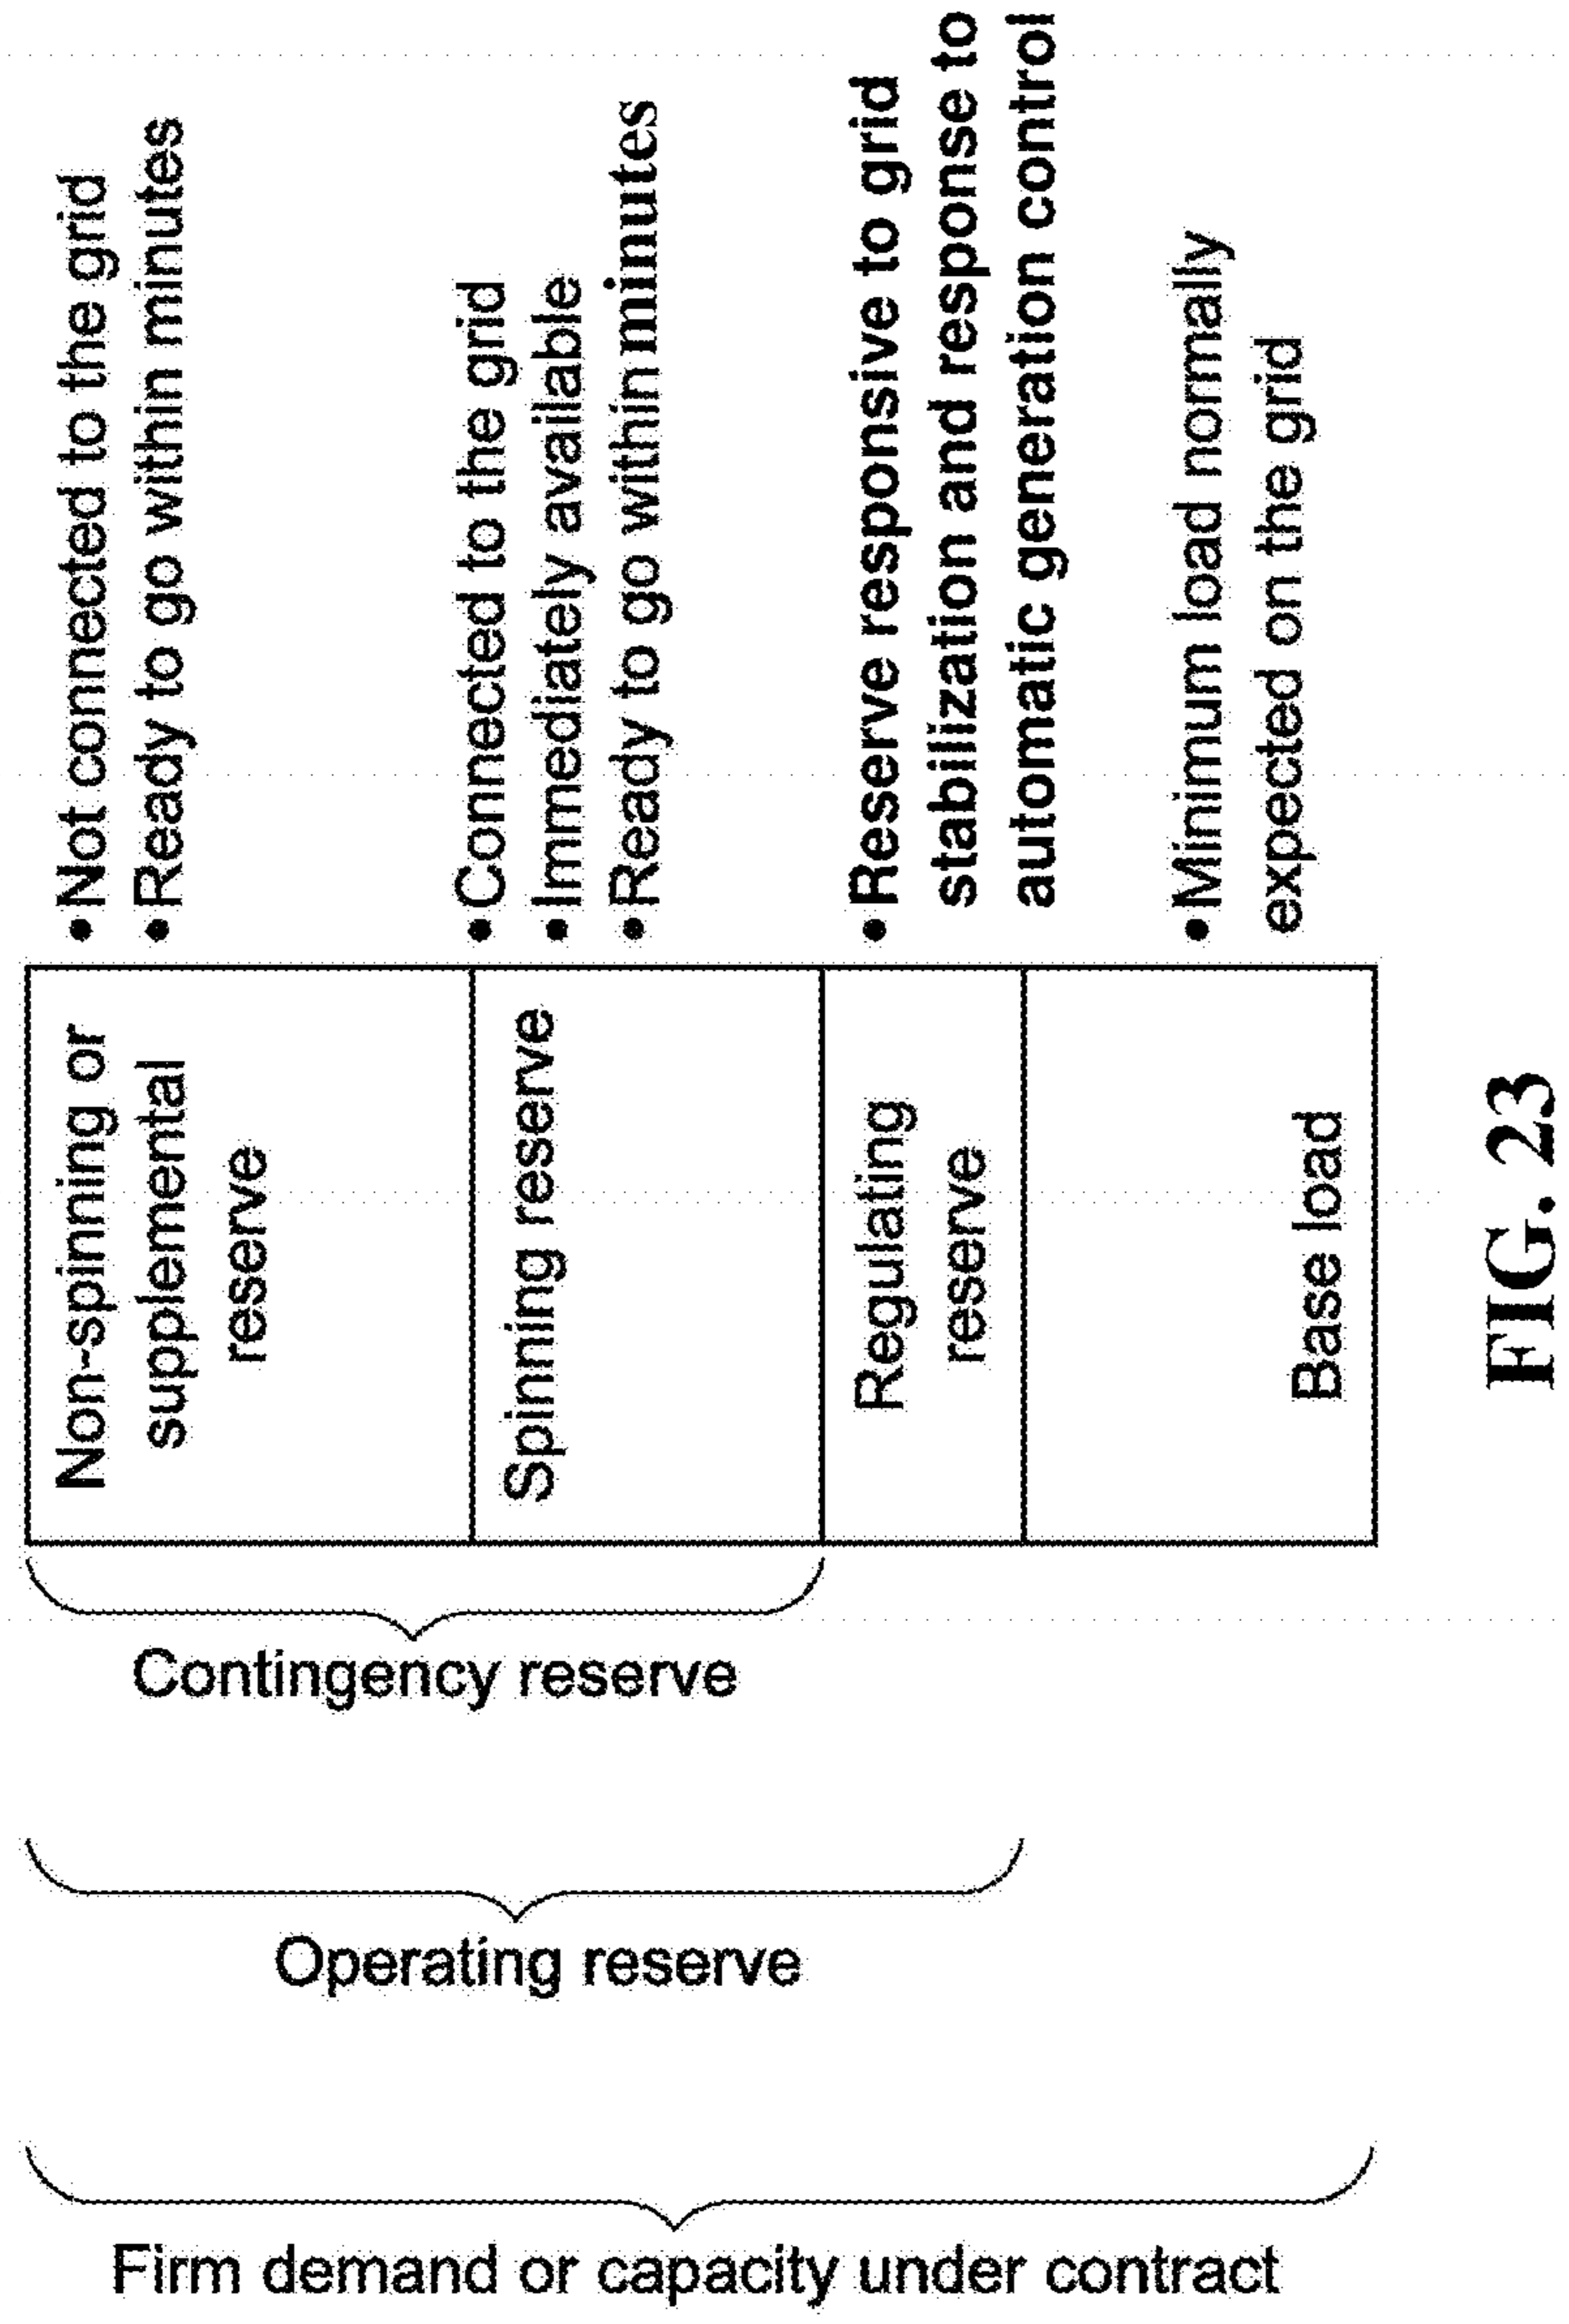 Non-spinning or
supplemental
reserve
•Not connected to the grid
•Ready to go within minutes
Spinning reserve
•Connected to the grid
•Immediately available
•Ready to go within minutes
Regulating
reserve
•Reserve responsive to grid
stabilization and response to
automatic generation control
Base load
•Minimum load normally
expected on the grid
Contingency reserve
Operating reserve
Firm demand or capacity under contract
FIG. 23